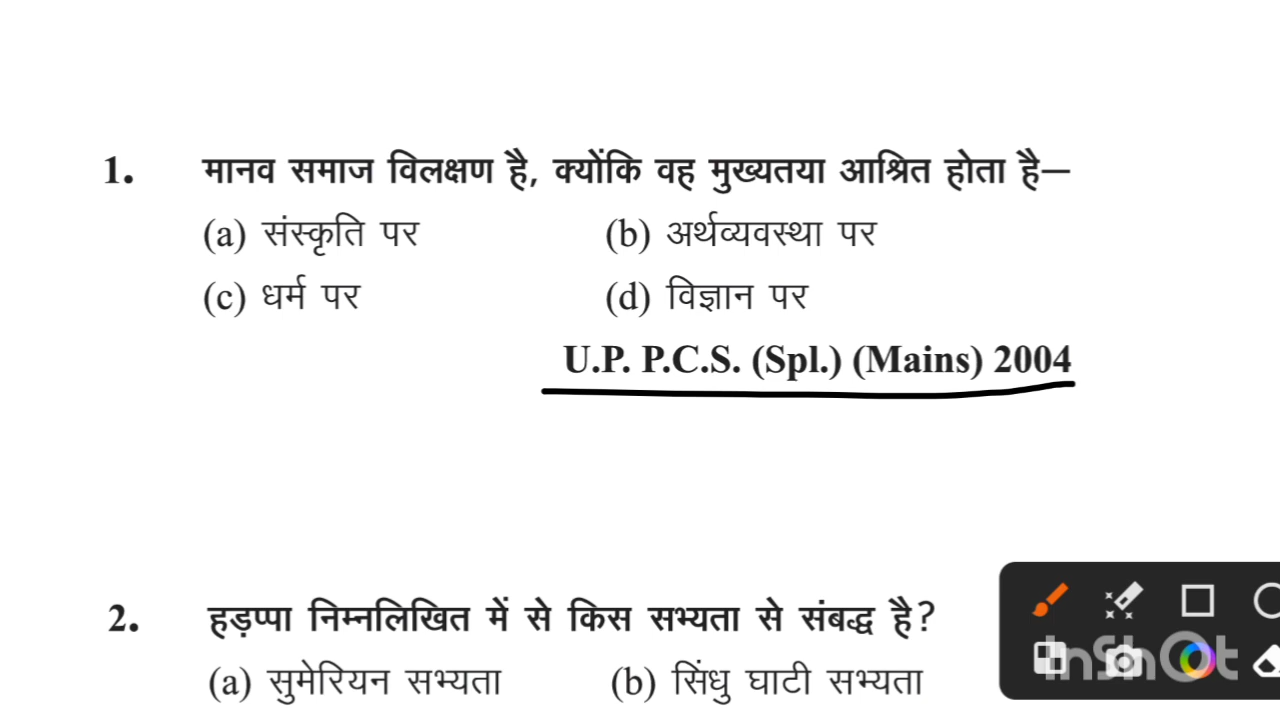 1. मानव समाज विलक्षण है, क्योंकि वह मुख्यतया आश्रित होता है—
(a) संस्कृति पर (b) अर्थव्यवस्था पर
(c) धर्म पर (d) विज्ञान पर
U.P. P.C.S. (Spl.) (Mains) 2004
2. हड़प्पा निम्नलिखित में से किस सभ्यता से संबद्ध है?
(a) सुमेरियन सभ्यता (b) सिंधु घाटी सभ्यता
InShOt